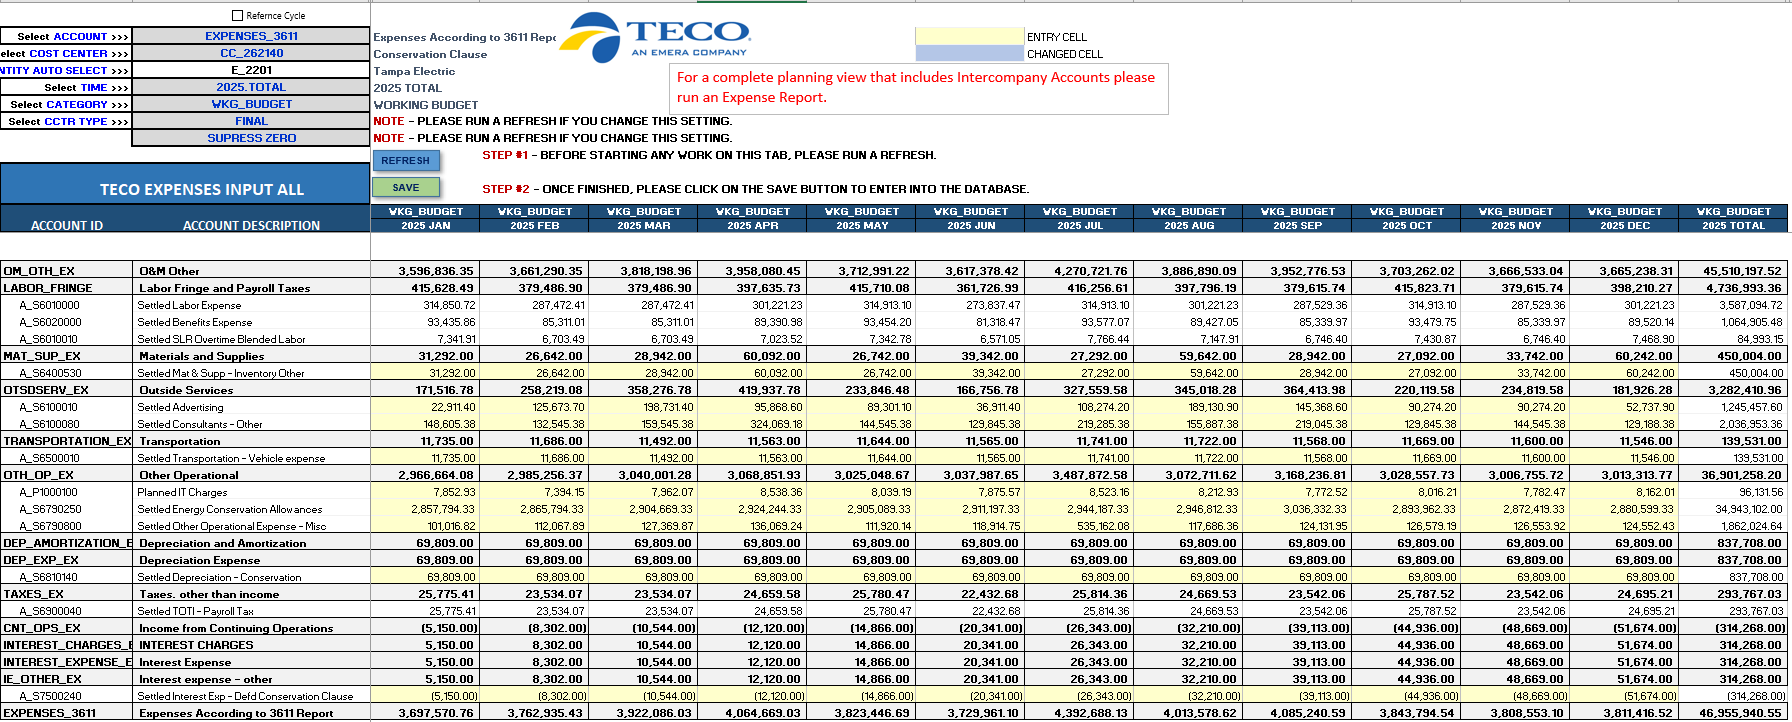 Refernce Cycle
Select ACCOUNT >>> EXPENSES_3611 Expenses According to 3611 Repo
elect COST CENTER >>> CC_262140 Conservation Clause
NTITY AUTO SELECT >>> E_2201 Tampa Electric
Select TIME >>> 2025.TOTAL 2025 TOTAL
Select CATEGORY >>> WKG_BUDGET WORKING BUDGET
Select CCTR TYPE >>> FINAL NOTE - PLEASE RUN A REFRESH IF YOU CHANGE THIS SETTING.
SUPRESS ZERO NOTE - PLEASE RUN A REFRESH IF YOU CHANGE THIS SETTING.
TECO
AN EMERA COMPANY
ENTRY CELL
CHANGED CELL
For a complete planning view that includes Intercompany Accounts please
run an Expense Report.
REFRESH STEP #1 - BEFORE STARTING ANY WORK ON THIS TAB, PLEASE RUN A REFRESH.
SAVE STEP #2 - ONCE FINISHED, PLEASE CLICK ON THE SAVE BUTTON TO ENTER INTO THE DATABASE.
TECO EXPENSES INPUT ALL
WKG_BUDGET WKG_BUDGET WKG_BUDGET WKG_BUDGET WKG_BUDGET WKG_BUDGET WKG_BUDGET WKG_BUDGET WKG_BUDGET WKG_BUDGET WKG_BUDGET WKG_BUDGET WKG_BUDGET
ACCOUNT ID ACCOUNT DESCRIPTION 2025 JAN 2025 FEB 2025 MAR 2025 APR 2025 MAY 2025 JUN 2025 JUL 2025 AUG 2025 SEP 2025 OCT 2025 NOV 2025 DEC 2025 TOTAL
OM_OTH_EX O&M Other 3,596,836.35 3,661,290.35 3,818,198.96 3,958,080.45 3,712,991.22 3,617,378.42 4,270,721.76 3,886,890.09 3,952,776.53 3,703,262.02 3,666,533.04 3,665,238.31 45,510,197.52
LABOR_FRINGE Labor Fringe and Payroll Taxes 415,628.49 379,486.90 379,486.90 397,635.73 415,710.08 361,726.99 416,256.61 397,796.19 379,615.74 415,823.71 379,615.74 398,210.27 4,736,993.36
A_S6010000 Settled Labor Expense 314,850.72 287,472.41 287,472.41 301,221.23 314,913.10 273,837.47 314,913.10 301,221.23 287,529.36 314,913.10 287,529.36 301,221.23 3,587,094.72
A_S6020000 Settled Benefits Expense 93,435.86 85,311.01 85,311.01 89,390.98 93,454.20 81,318.47 93,577.07 89,427.05 85,339.97 93,479.75 85,339.97 89,520.14 1,064,905.48
A_S6010010 Settled SLR Overtime Blended Labor 7,341.91 6,703.49 6,703.49 7,023.52 7,342.78 6,571.05 7,766.44 7,147.91 6,746.40 7,430.87 6,746.40 7,468.90 84,993.15
MAT_SUP_EX Materials and Supplies 31,292.00 26,642.00 28,942.00 60,092.00 26,742.00 39,342.00 27,292.00 59,642.00 28,942.00 27,092.00 33,742.00 60,242.00 450,004.00
A_S6400530 Settled Mat & Supp - Inventory Other 31,292.00 26,642.00 28,942.00 60,092.00 26,742.00 39,342.00 27,292.00 59,642.00 28,942.00 27,092.00 33,742.00 60,242.00 450,004.00
OTSDSERV_EX Outside Services 171,516.78 258,219.08 358,276.78 419,937.78 233,846.48 166,756.78 327,559.58 345,018.28 364,413.98 220,119.58 234,819.58 181,926.28 3,282,410.96
A_S6100010 Settled Advertising 22,911.40 125,673.70 198,731.40 95,868.60 89,301.10 36,911.40 108,274.20 189,130.90 145,368.60 90,274.20 90,274.20 52,737.90 1,245,457.60
A_S6100080 Settled Consultants - Other 148,605.38 132,545.38 159,545.38 324,069.18 144,545.38 129,845.38 219,285.38 155,887.38 219,045.38 129,845.38 144,545.38 129,188.38 2,036,953.36
TRANSPORTATION_EX Transportation 11,735.00 11,686.00 11,492.00 11,563.00 11,644.00 11,565.00 11,741.00 11,722.00 11,568.00 11,669.00 11,600.00 11,546.00 139,531.00
A_S6500010 Settled Transportation - Vehicle expense 11,735.00 11,686.00 11,492.00 11,563.00 11,644.00 11,565.00 11,741.00 11,722.00 11,568.00 11,669.00 11,600.00 11,546.00 139,531.00
OTH_OP_EX Other Operational 2,966,664.08 2,985,256.37 3,040,001.28 3,068,851.93 3,025,048.67 3,037,987.65 3,487,872.58 3,072,711.62 3,168,236.81 3,028,557.73 3,006,755.72 3,013,313.77 36,901,258.20
A_P1000100 Planned IT Charges 7,852.93 7,394.15 7,962.07 8,538.36 8,039.19 7,875.57 8,523.16 8,212.93 7,772.52 8,016.21 7,782.47 8,162.01 96,131.56
A_S6790250 Settled Energy Conservation Allowances 2,857,794.33 2,865,794.33 2,904,669.33 2,924,244.33 2,905,089.33 2,911,197.33 2,944,187.33 2,946,812.33 3,036,332.33 2,893,962.33 2,872,419.33 2,880,599.33 34,943,102.00
A_S6790800 Settled Other Operational Expense - Misc 101,016.82 112,067.89 127,369.87 136,069.24 111,920.14 118,914.75 535,162.08 117,686.36 124,131.95 126,579.19 126,553.92 124,552.43 1,862,024.64
DEP_AMORTIZATION_E Depreciation and Amortization 69,809.00 69,809.00 69,809.00 69,809.00 69,809.00 69,809.00 69,809.00 69,809.00 69,809.00 69,809.00 69,809.00 69,809.00 837,708.00
DEP_EXP_EX Depreciation Expense 69,809.00 69,809.00 69,809.00 69,809.00 69,809.00 69,809.00 69,809.00 69,809.00 69,809.00 69,809.00 69,809.00 69,809.00 837,708.00
A_S6810140 Settled Depreciation - Conservation 69,809.00 69,809.00 69,809.00 69,809.00 69,809.00 69,809.00 69,809.00 69,809.00 69,809.00 69,809.00 69,809.00 69,809.00 837,708.00
TAXES_EX Taxes. other than income 25,775.41 23,534.07 23,534.07 24,659.58 25,780.47 22,432.68 25,814.36 24,669.53 23,542.06 25,787.52 23,542.06 24,695.21 293,767.03
A_S6900040 Settled TOTI - Payroll Tax 25,775.41 23,534.07 23,534.07 24,659.58 25,780.47 22,432.68 25,814.36 24,669.53 23,542.06 25,787.52 23,542.06 24,695.21 293,767.03
CNT_OPS_EX Income from Continuing Operations (5,150.00) (8,302.00) (10,544.00) (12,120.00) (14,866.00) (20,341.00) (26,343.00) (32,210.00) (39,113.00) (44,936.00) (48,669.00) (51,674.00) (314,268.00)
INTEREST_CHARGES_E INTEREST CHARGES 5,150.00 8,302.00 10,544.00 12,120.00 14,866.00 20,341.00 26,343.00 32,210.00 39,113.00 44,936.00 48,669.00 51,674.00 314,268.00
INTEREST_EXPENSE_E Interest Expense 5,150.00 8,302.00 10,544.00 12,120.00 14,866.00 20,341.00 26,343.00 32,210.00 39,113.00 44,936.00 48,669.00 51,674.00 314,268.00
IE_OTHER_EX Interest expense - other 5,150.00 8,302.00 10,544.00 12,120.00 14,866.00 20,341.00 26,343.00 32,210.00 39,113.00 44,936.00 48,669.00 51,674.00 314,268.00
A_S7500240 Settled Interest Exp - Defd Conservation Clause (5,150.00) (8,302.00) (10,544.00) (12,120.00) (14,866.00) (20,341.00) (26,343.00) (32,210.00) (39,113.00) (44,936.00) (48,669.00) (51,674.00) (314,268.00)
EXPENSES_3611 Expenses According to 3611 Report 3,697,570.76 3,762,935.43 3,922,086.03 4,064,669.03 3,823,446.69 3,729,961.10 4,392,688.13 4,013,578.62 4,085,240.59 3,843,794.54 3,808,553.10 3,811,416.52 46,955,940.55